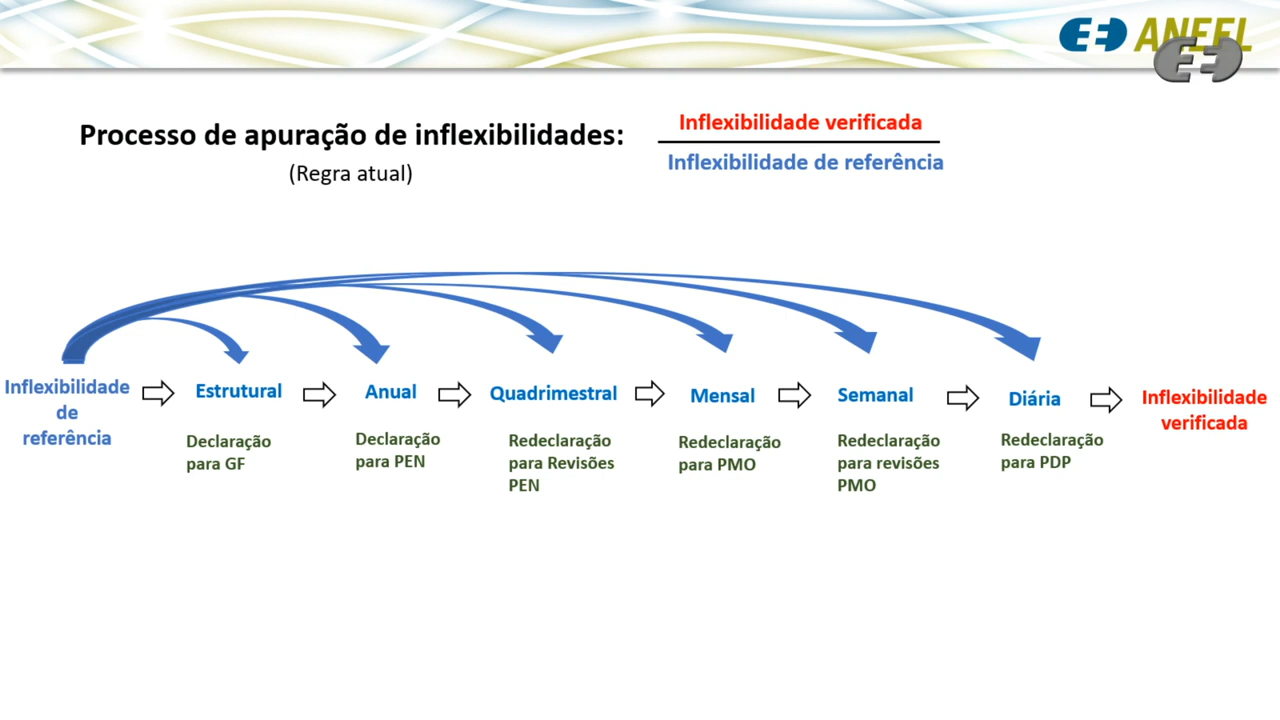 ANEEL
Processo de apuração de inflexibilidades:
(Regra atual)
Inflexibilidade verificada
Inflexibilidade de referência
Inflexibilidade
de
referência
Estrutural
Declaração
para GF
Anual
Declaração
para PEN
Quadrimestral
Redeclaração
para Revisões
PEN
Mensal
Redeclaração
para PMO
Semanal
Redeclaração
para revisões
PMO
Diária
Redeclaração
para PDP
Inflexibilidade
verificada